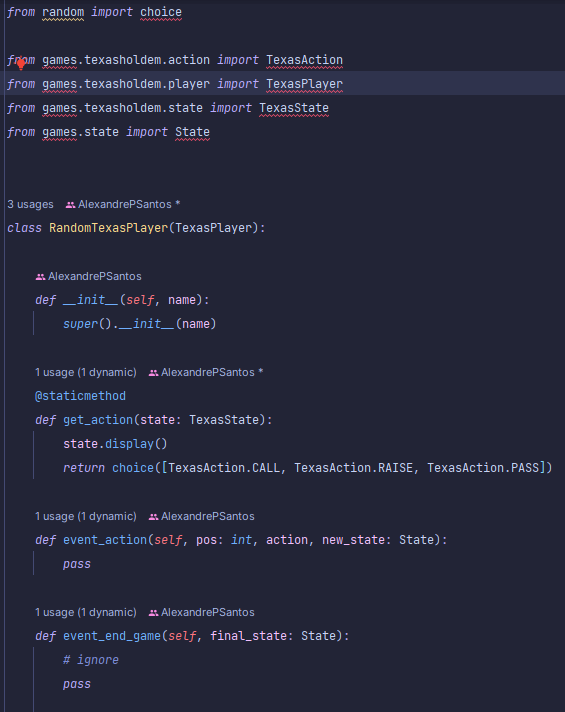 from random import choice
from games.texasholdem.action import TexasAction
from games.texasholdem.player import TexasPlayer
from games.texasholdem.state import TexasState
from games.state import State
3 usages AlexandrePSantos *
class RandomTexasPlayer(TexasPlayer):
AlexandrePSantos
def __init__(self, name):
super().__init__(name)
1 usage (1 dynamic) AlexandrePSantos *
@staticmethod
def get_action(state: TexasState):
state.display()
return choice([TexasAction.CALL, TexasAction.RAISE, TexasAction.PASS])
1 usage (1 dynamic) AlexandrePSantos
def event_action(self, pos: int, action, new_state: State):
pass
1 usage (1 dynamic) AlexandrePSantos
def event_end_game(self, final_state: State):
# ignore
pass